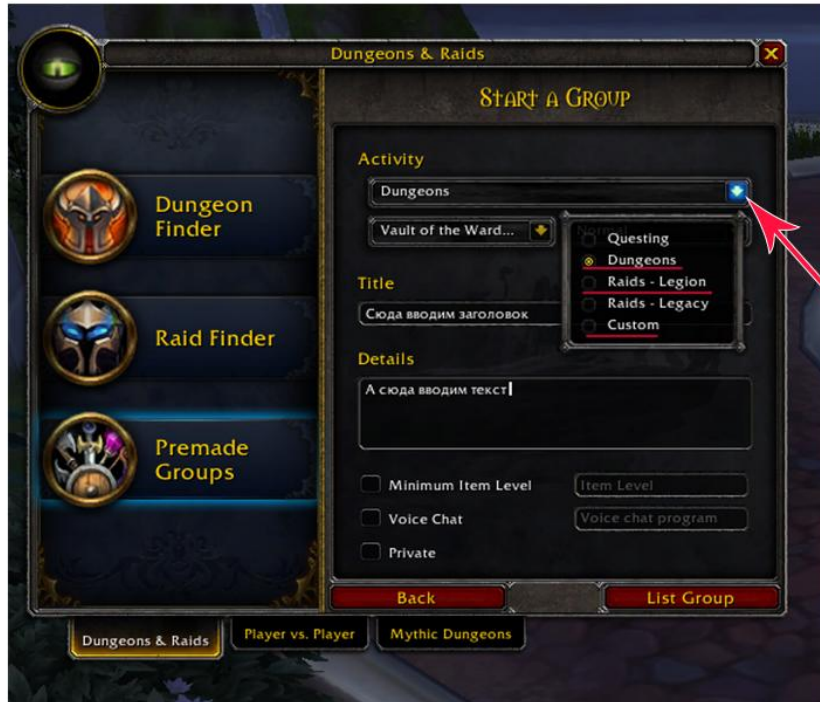 Dungeons & Raids
Start a Group
Activity
Dungeons
Vault of the Ward...
Normal
Questing
Dungeons
Raids - Legion
Raids - Legacy
Custom
Title
Сюда вводим заголовок
Details
А сюда вводим текст
Minimum Item Level
Item Level
Voice Chat
Voice chat program
Private
Back
List Group
Dungeon
Finder
Raid Finder
Premade
Groups
Dungeons & Raids
Player vs. Player
Mythic Dungeons